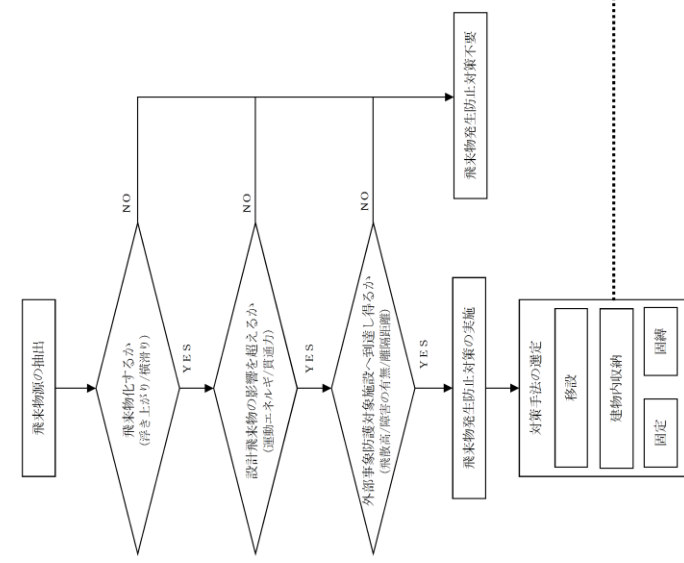 飛来物源の抽出
飛来物化するか
(浮き上がり/横滑り)
NO
YES
設計飛来物の影響を超えるか
(運動エネルギ/貫通力)
NO
YES
外部事象防護対象施設へ到達し得るか
(飛散高/障害の有無/離隔距離)
NO
YES
飛来物発生防止対策の実施
飛来物発生防止対策不要
対策手法の選定
移設
建物内収納
固定
固縛